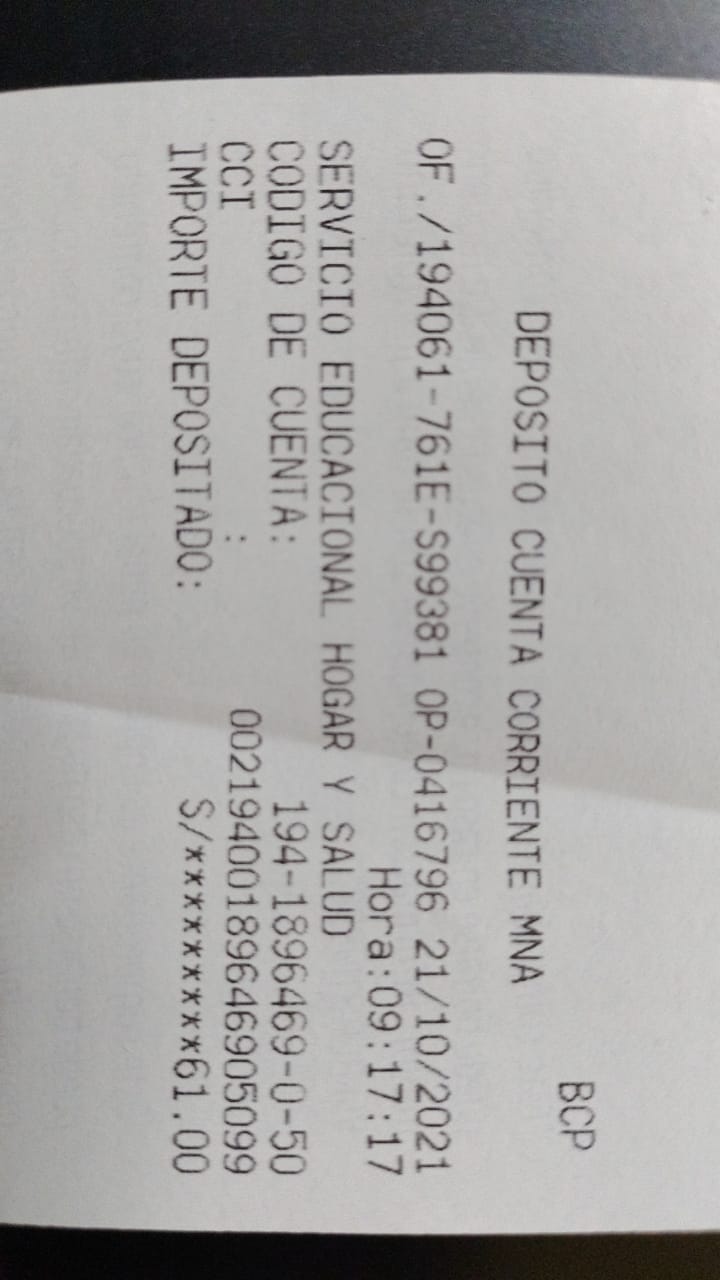 BCP
DEPOSITO CUENTA CORRIENTE MNA
OF./194061-761E-S99381 OP-0416796 21/10/2021
Hora:09:17:17
SERVICIO EDUCACIONAL HOGAR Y SALUD
CODIGO DE CUENTA: 194-1896469-0-50
CCI : 00219400189646905099
IMPORTE DEPOSITADO: S/**********61.00